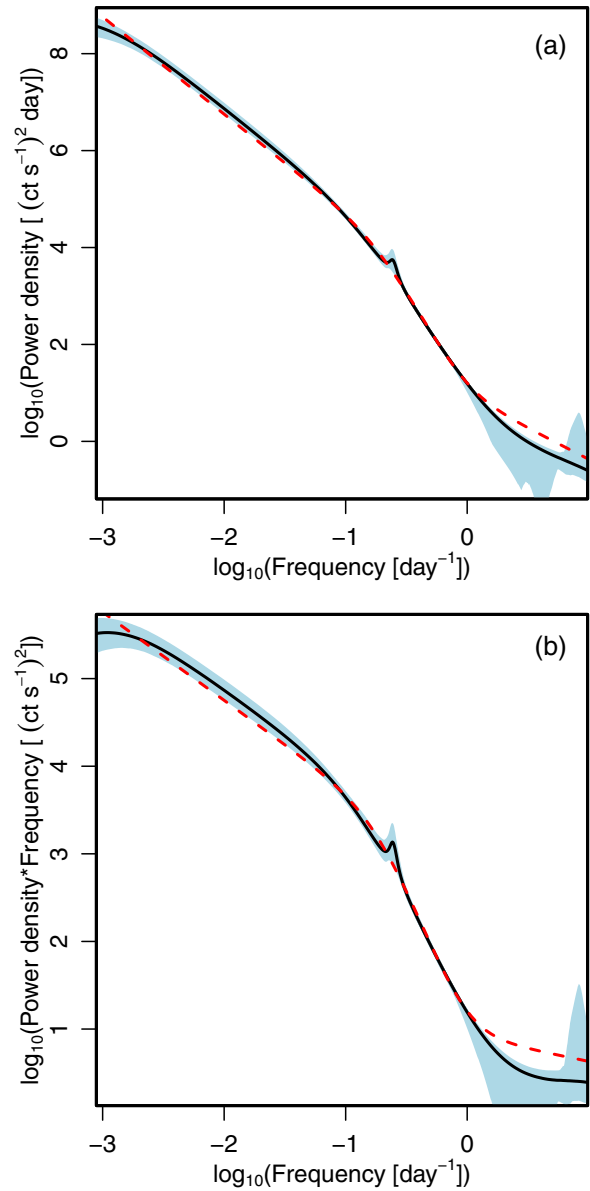 (a)
log₁₀(Power density [ (ct s⁻¹)² day])
8
6
4
2
0
−3 −2 −1 0
log₁₀(Frequency [day⁻¹])
(b)
log₁₀(Power density*Frequency [ (ct s⁻¹)²])
5
4
3
2
1
−3 −2 −1 0
log₁₀(Frequency [day⁻¹])